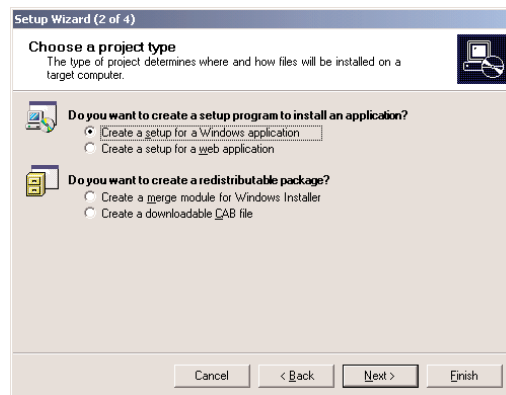 Setup Wizard (2 of 4)
Choose a project type
The type of project determines where and how files will be installed on a
target computer.
Do you want to create a setup program to install an application?
Create a setup for a Windows application
Create a setup for a web application
Do you want to create a redistributable package?
Create a merge module for Windows Installer
Create a downloadable CAB file
Cancel < Back Next > Finish